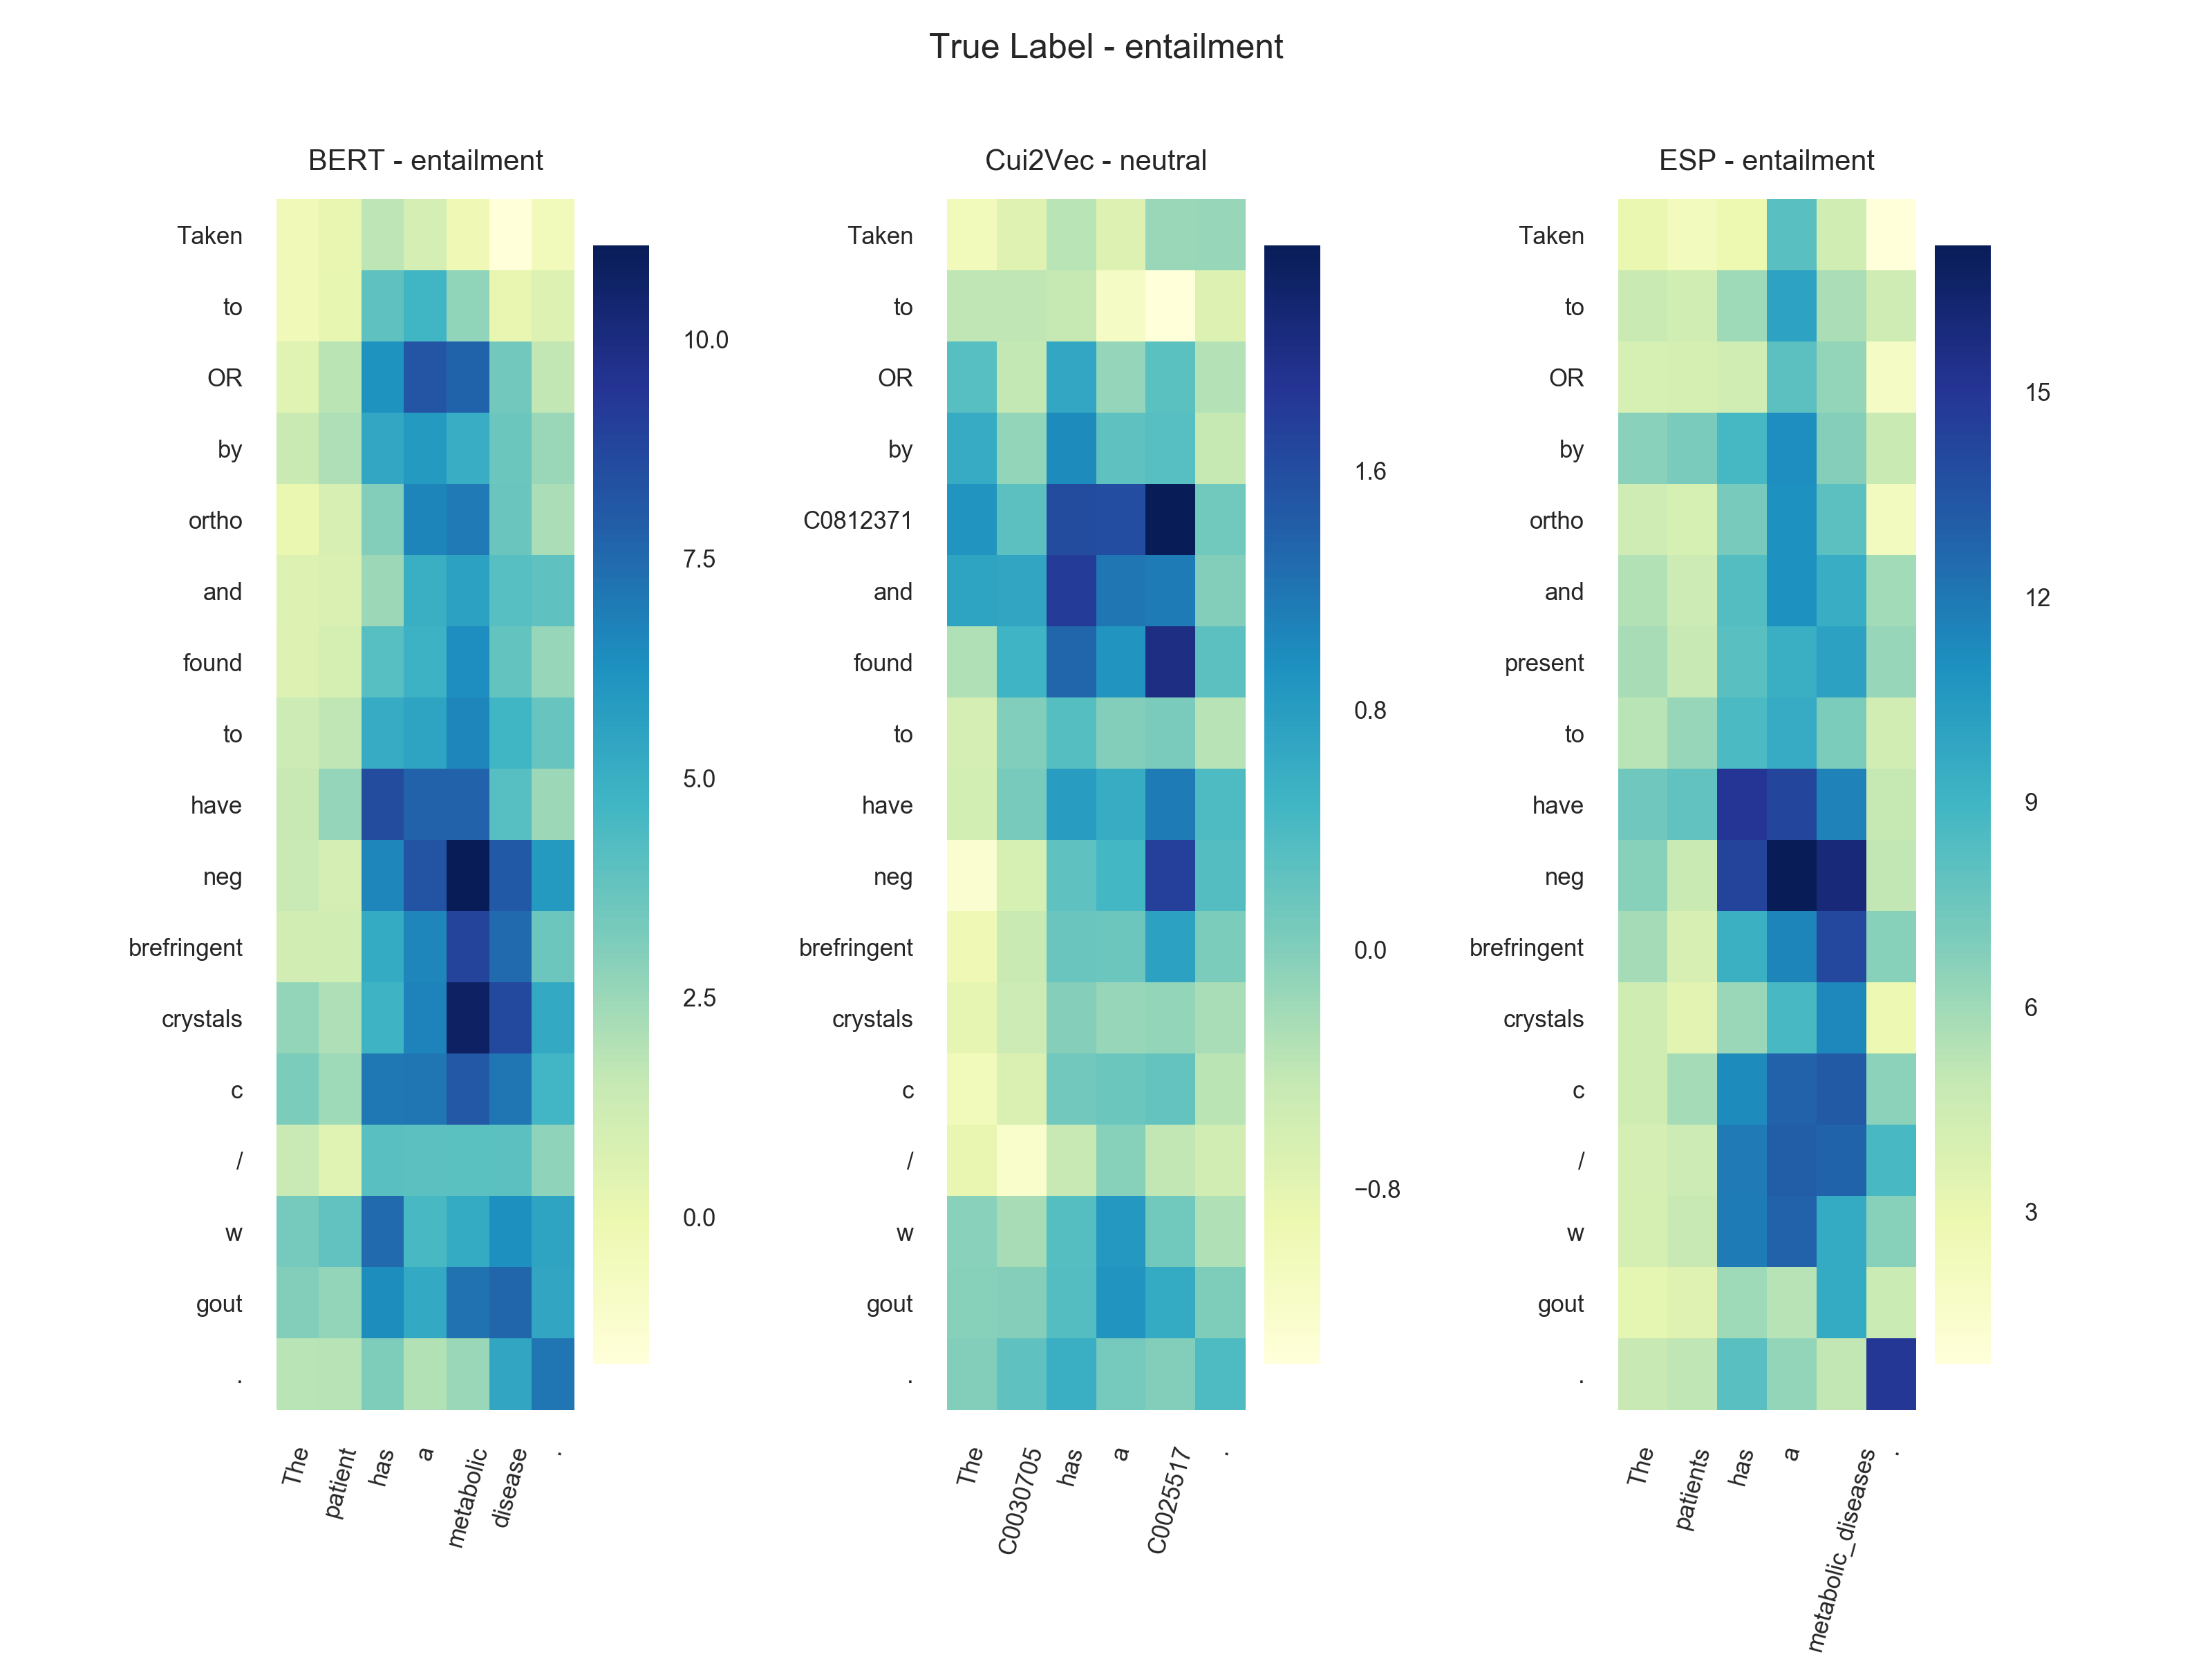 True Label - entailment
BERT - entailment
Taken
to
OR
by
ortho
and
found
to
have
neg
brefringent
crystals
c
/
w
gout
.
The
patient
has
a
metabolic
disease
.
10.0
7.5
5.0
2.5
0.0
Cui2Vec - neutral
Taken
to
OR
by
C0812371
and
found
to
have
neg
brefringent
crystals
c
/
w
gout
.
The
C0030705
has
a
C0025517
.
1.6
0.8
0.0
−0.8
ESP - entailment
Taken
to
OR
by
ortho
and
present
to
have
neg
brefringent
crystals
c
/
w
gout
.
The
patients
has
a
metabolic_diseases
.
15
12
9
6
3